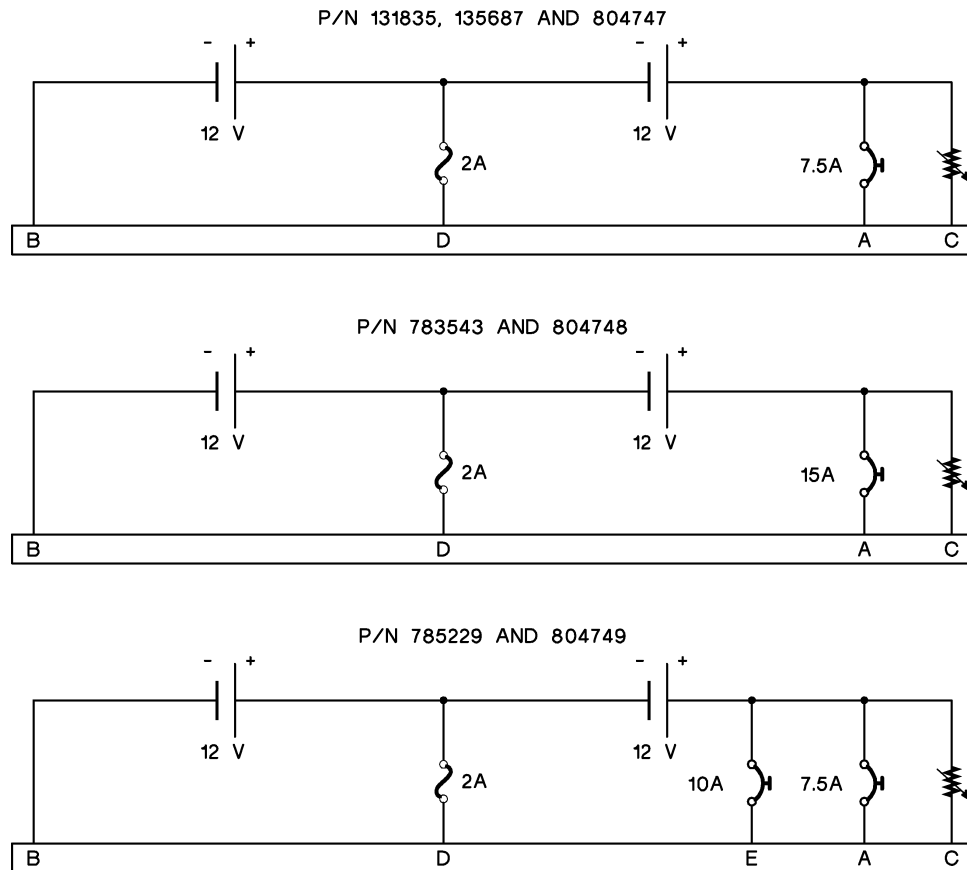 P/N 131835, 135687 AND 804747
- + - +
12 V 12 V
2A 7.5A
B D A C
P/N 783543 AND 804748
- + - +
12 V 12 V
2A 15A
B D A C
P/N 785229 AND 804749
- + - +
12 V 12 V
2A 10A 7.5A
B D E A C